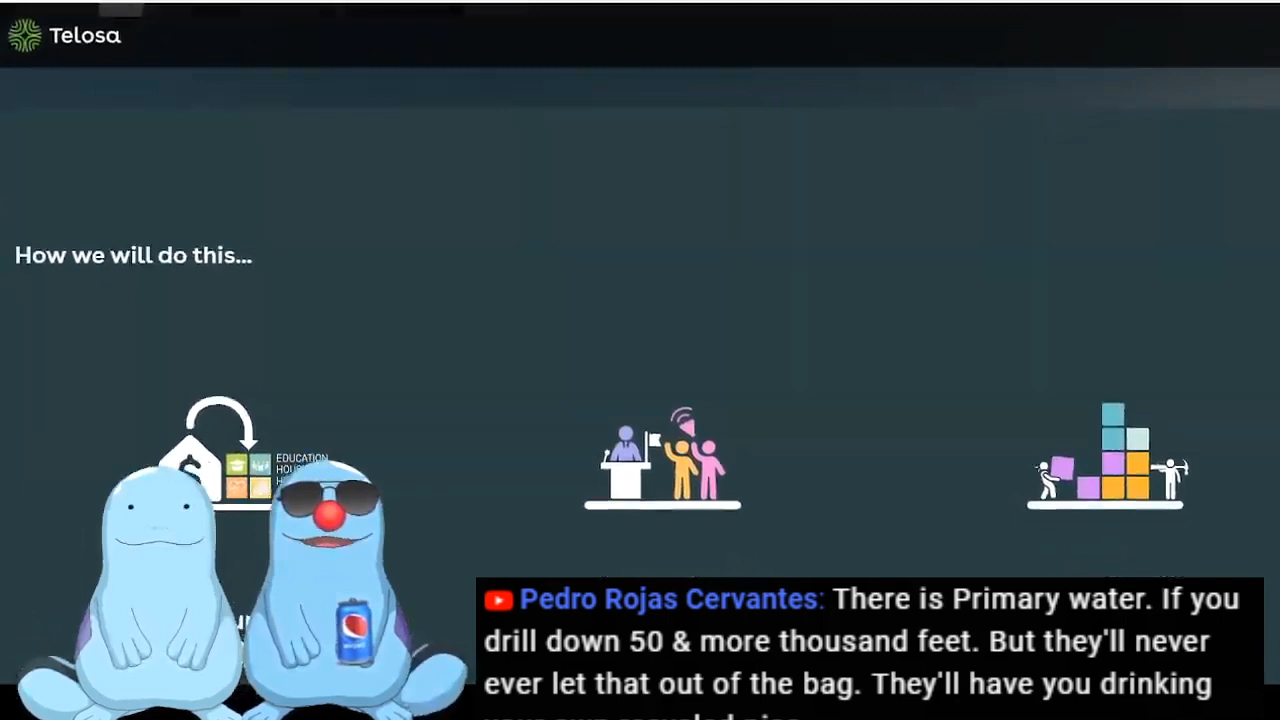 Telosa
How we will do this...
EDUCATION
Pedro Rojas Cervantes: There is Primary water. If you
drill down 50 & more thousand feet. But they'll never
ever let that out of the bag. They'll have you drinking